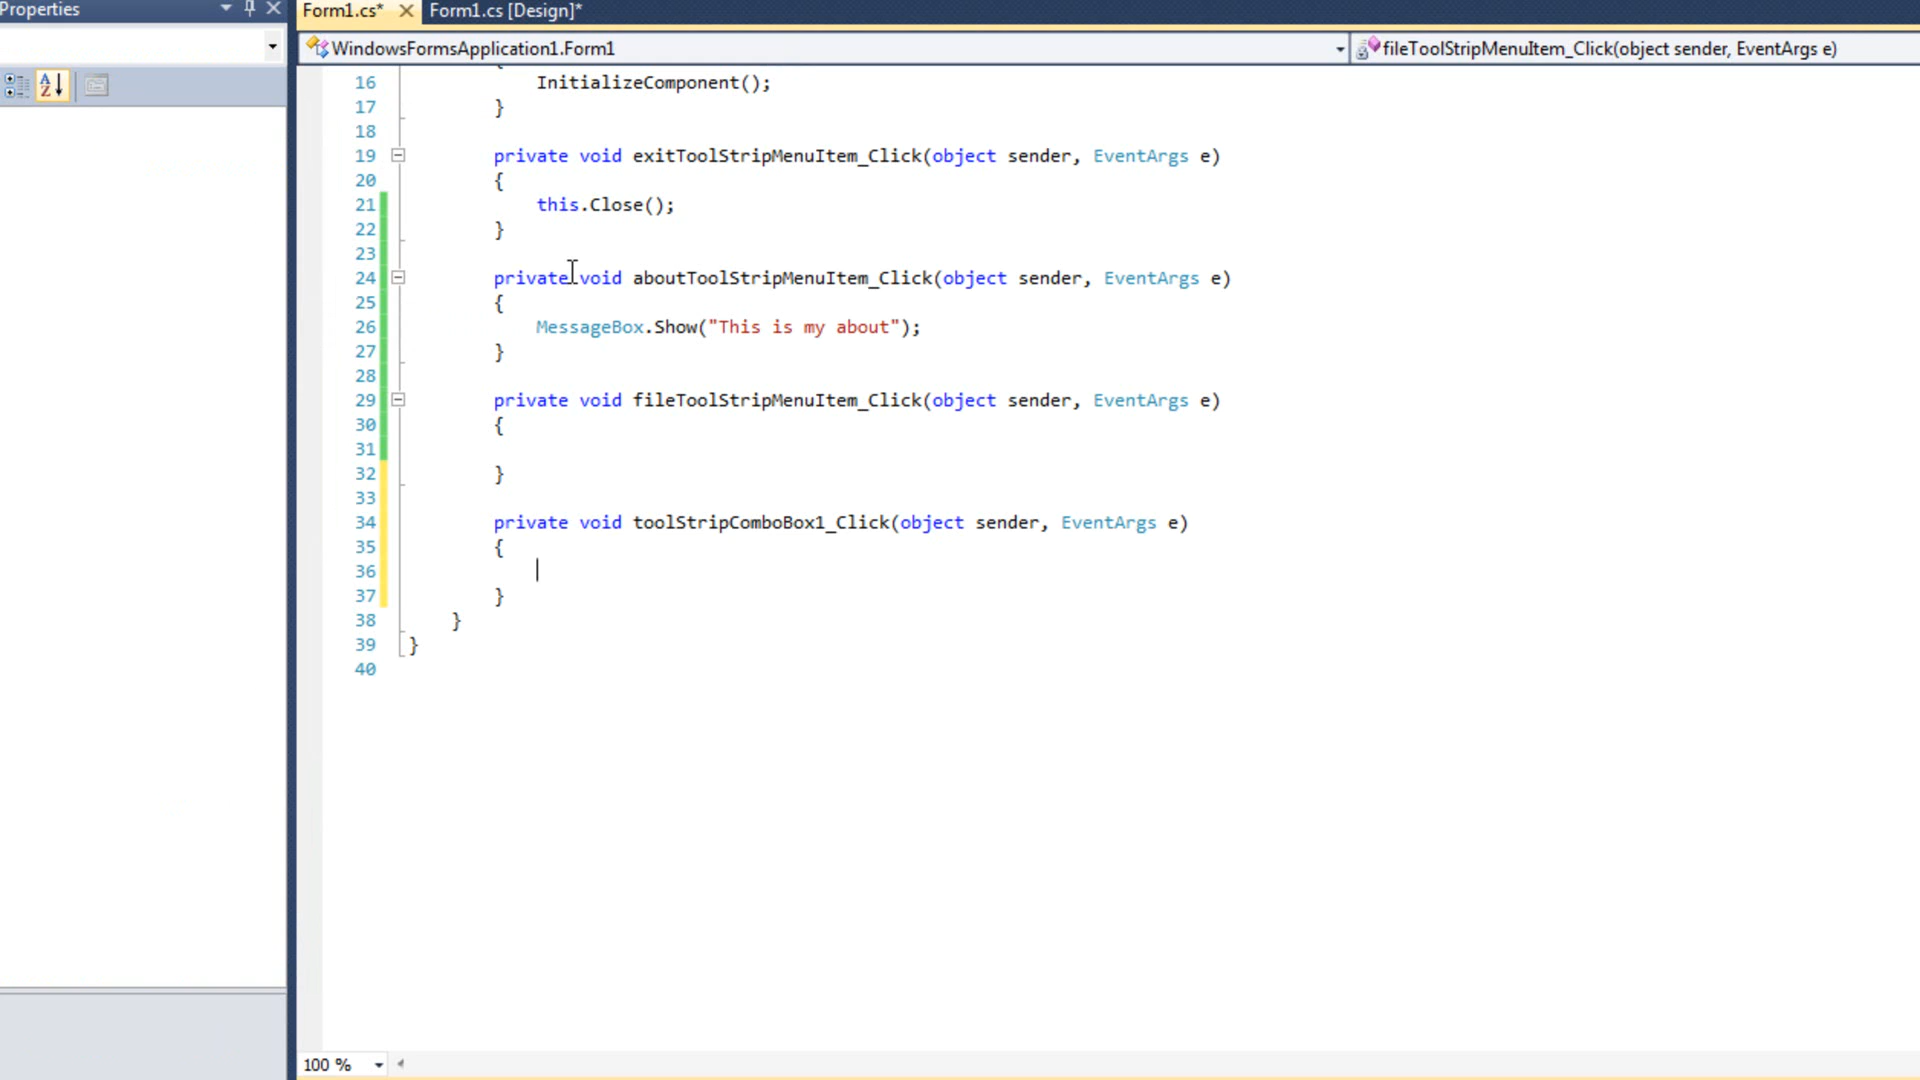 Properties
Form1.cs* Form1.cs [Design]*
WindowsFormsApplication1.Form1 fileToolStripMenuItem_Click(object sender, EventArgs e)
16 InitializeComponent();
17 }
18
19 private void exitToolStripMenuItem_Click(object sender, EventArgs e)
20 {
21 this.Close();
22 }
23
24 private void aboutToolStripMenuItem_Click(object sender, EventArgs e)
25 {
26 MessageBox.Show("This is my about");
27 }
28
29 private void fileToolStripMenuItem_Click(object sender, EventArgs e)
30 {
31
32 }
33
34 private void toolStripComboBox1_Click(object sender, EventArgs e)
35 {
36
37 }
38 }
39 }
40
100 %